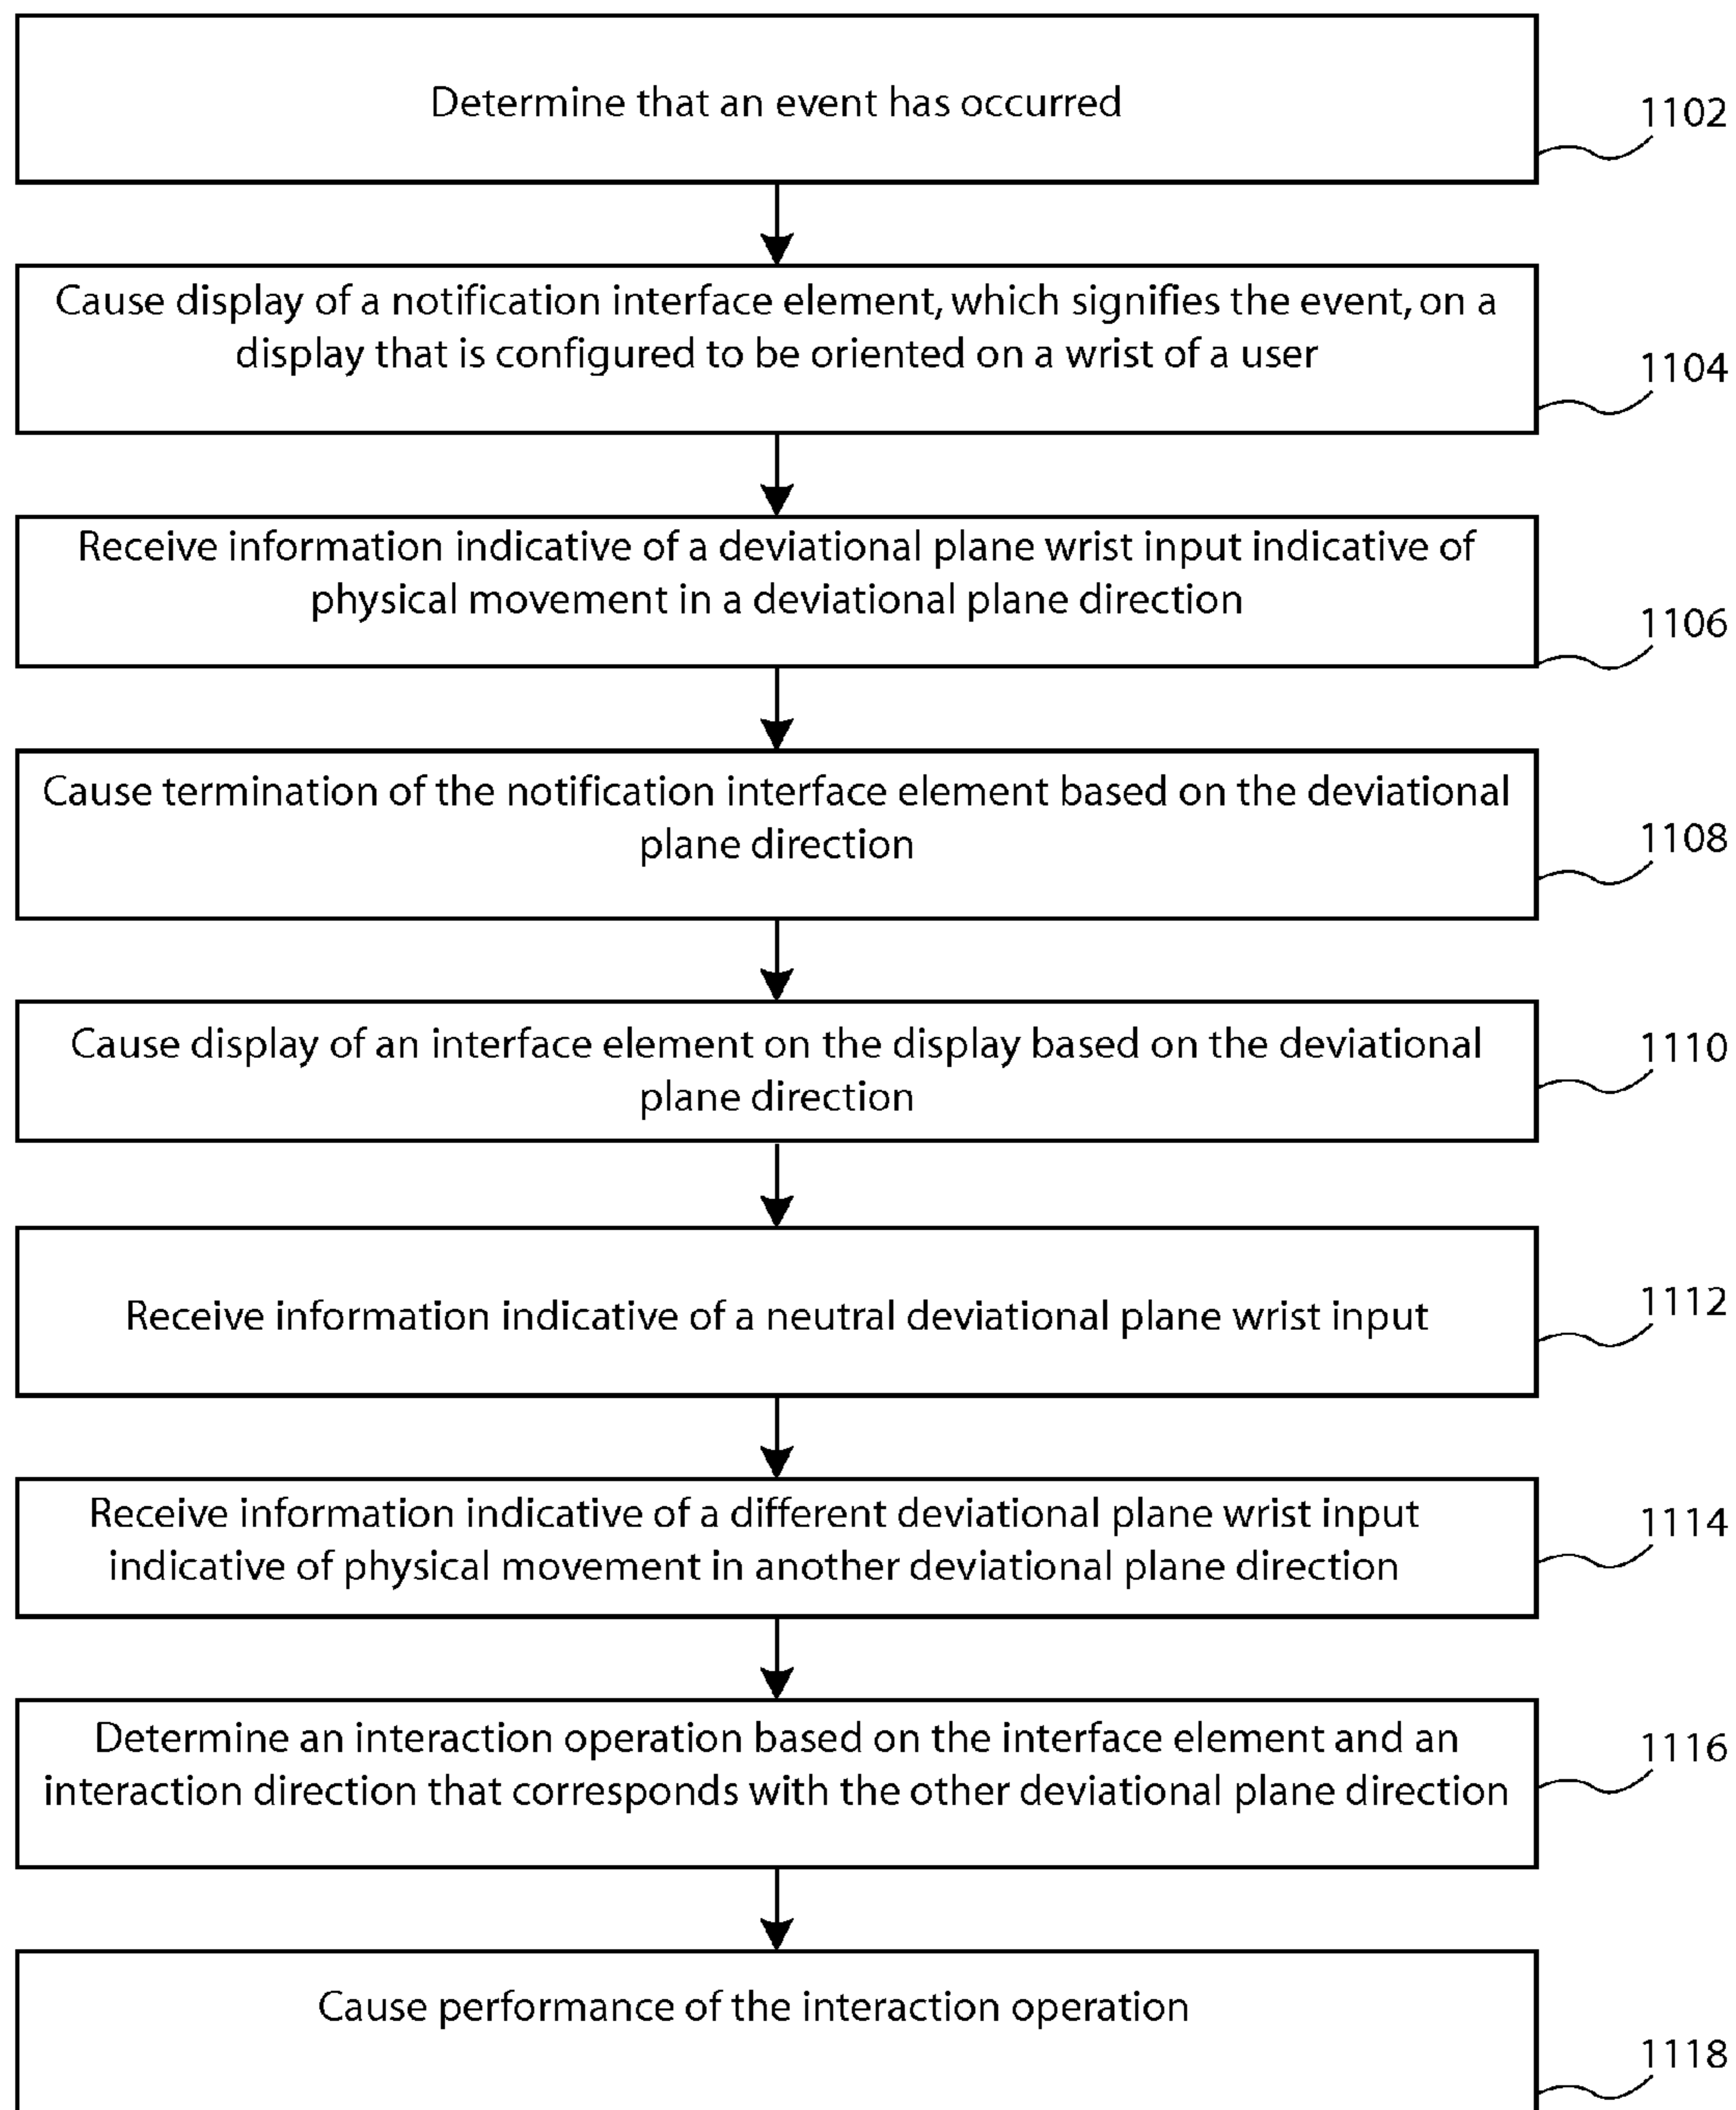 Determine that an event has occurred
1102
Cause display of a notification interface element, which signifies the event, on a
display that is configured to be oriented on a wrist of a user
1104
Receive information indicative of a deviational plane wrist input indicative of
physical movement in a deviational plane direction
1106
Cause termination of the notification interface element based on the deviational
plane direction
1108
Cause display of an interface element on the display based on the deviational
plane direction
1110
Receive information indicative of a neutral deviational plane wrist input
1112
Receive information indicative of a different deviational plane wrist input
indicative of physical movement in another deviational plane direction
1114
Determine an interaction operation based on the interface element and an
interaction direction that corresponds with the other deviational plane direction
1116
Cause performance of the interaction operation
1118